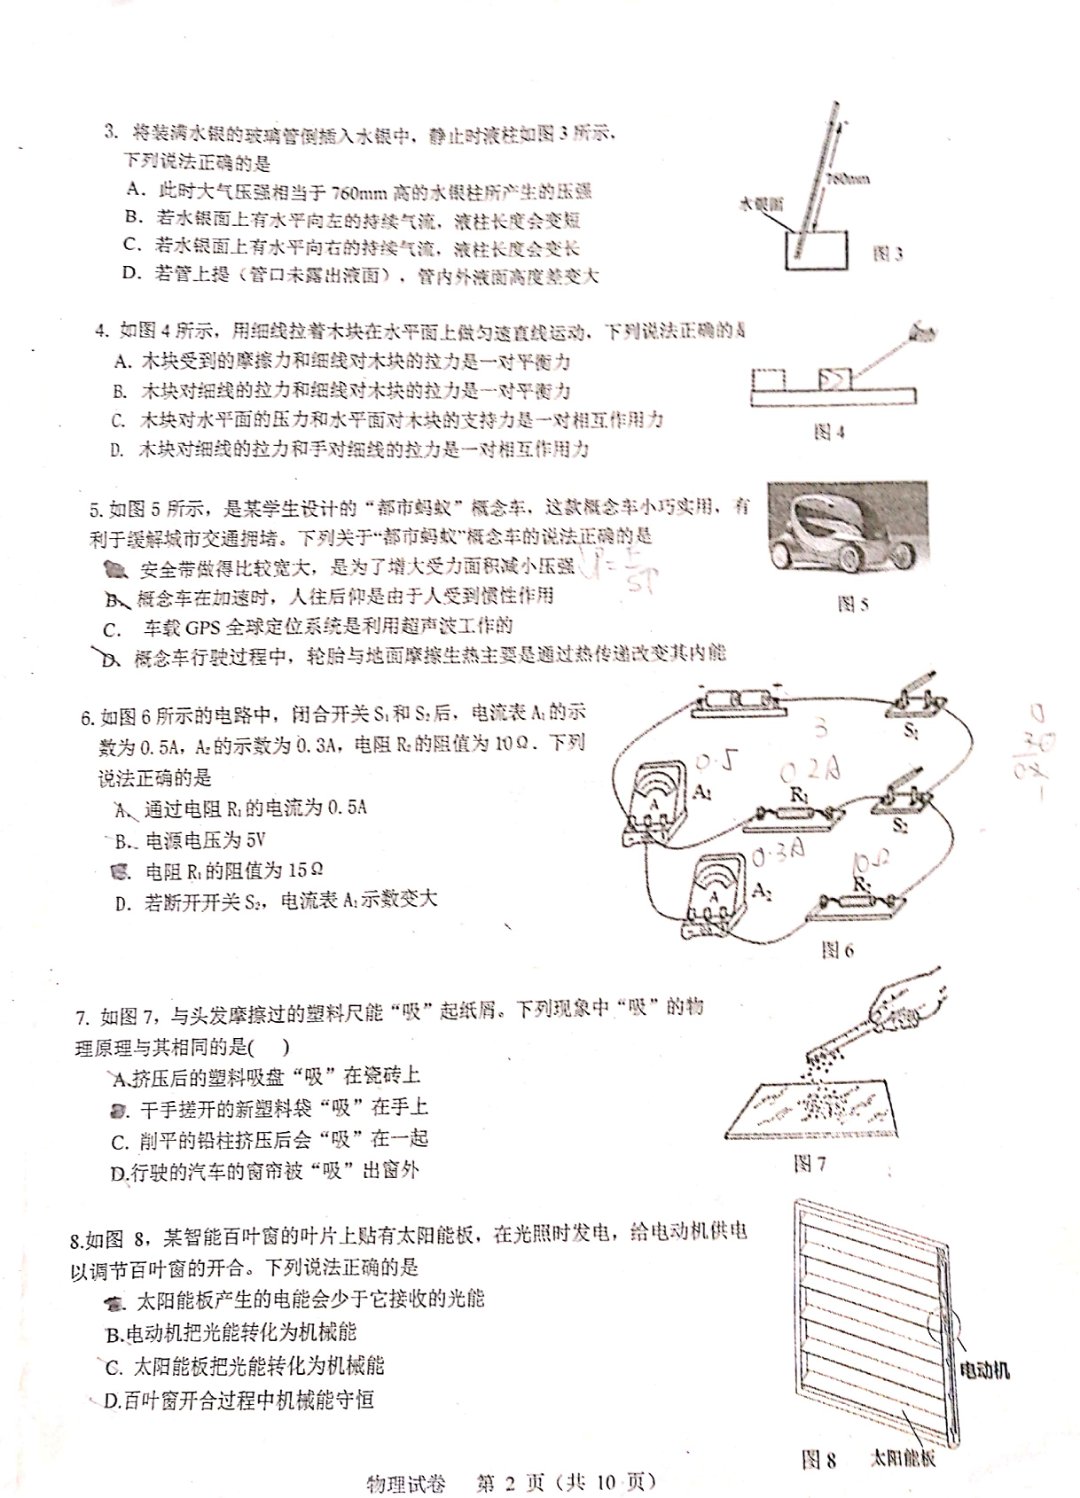 3. 将装满水银的玻璃管倒插入水银中，静止时液柱如图 3 所示，
下列说法正确的是
A．此时大气压强相当于 760mm 高的水银柱所产生的压强
B．若水银面上有水平向左的持续气流，液柱长度会变短
C．若水银面上有水平向右的持续气流，液柱长度会变长
D．若管上提（管口未露出液面），管内外液面高度差变大
760mm
水银面
图 3
4. 如图 4 所示，用细线拉着木块在水平面上做匀速直线运动，下列说法正确的是
A. 木块受到的摩擦力和细线对木块的拉力是一对平衡力
B. 木块对细线的拉力和细线对木块的拉力是一对平衡力
C. 木块对水平面的压力和水平面对木块的支持力是一对相互作用力
D. 木块对细线的拉力和手对细线的拉力是一对相互作用力
图 4
5. 如图 5 所示，是某学生设计的“都市蚂蚁”概念车，这款概念车小巧实用，有
利于缓解城市交通拥堵。下列关于“都市蚂蚁”概念车的说法正确的是
安全带做得比较宽大，是为了增大受力面积减小压强
B、概念车在加速时，人往后仰是由于人受到惯性作用
C． 车载 GPS 全球定位系统是利用超声波工作的
D、概念车行驶过程中，轮胎与地面摩擦生热主要是通过热传递改变其内能
图 5
6. 如图 6 所示的电路中，闭合开关 S₁和 S₂后，电流表 A₁的示
数为 0.5A，A₂的示数为 0.3A，电阻 R₂的阻值为 10Ω．下列
说法正确的是
A、通过电阻 R₁的电流为 0.5A
B．电源电压为 5V
电阻 R₁的阻值为 15Ω
D．若断开开关 S₂，电流表 A₁示数变大
S₁
3
0.5
A₁
0.2A
R₁
S₂
0.3A
A₂
10Ω
R₂
图 6
7. 如图 7，与头发摩擦过的塑料尺能“吸”起纸屑。下列现象中“吸”的物
理原理与其相同的是( )
A.挤压后的塑料吸盘“吸”在瓷砖上
干手搓开的新塑料袋“吸”在手上
C. 削平的铅柱挤压后会“吸”在一起
D.行驶的汽车的窗帘被“吸”出窗外
图 7
8.如图 8，某智能百叶窗的叶片上贴有太阳能板，在光照时发电，给电动机供电
以调节百叶窗的开合。下列说法正确的是
太阳能板产生的电能会少于它接收的光能
B.电动机把光能转化为机械能
C. 太阳能板把光能转化为机械能
D.百叶窗开合过程中机械能守恒
电动机
图 8
太阳能板
物理试卷 第 2 页（共 10 页）